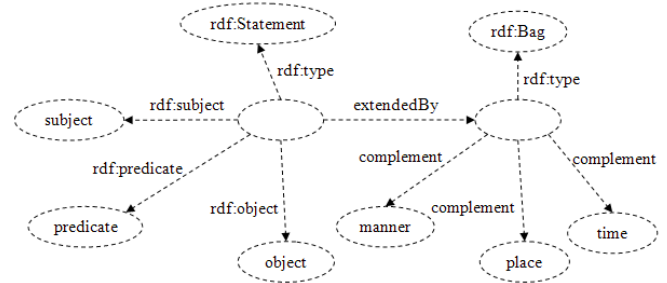 rdf:Statement
rdf:Bag
rdf:type
rdf:type
rdf:subject
extendedBy
subject
rdf:predicate
complement
complement
rdf:object
complement
predicate
manner
time
object
place